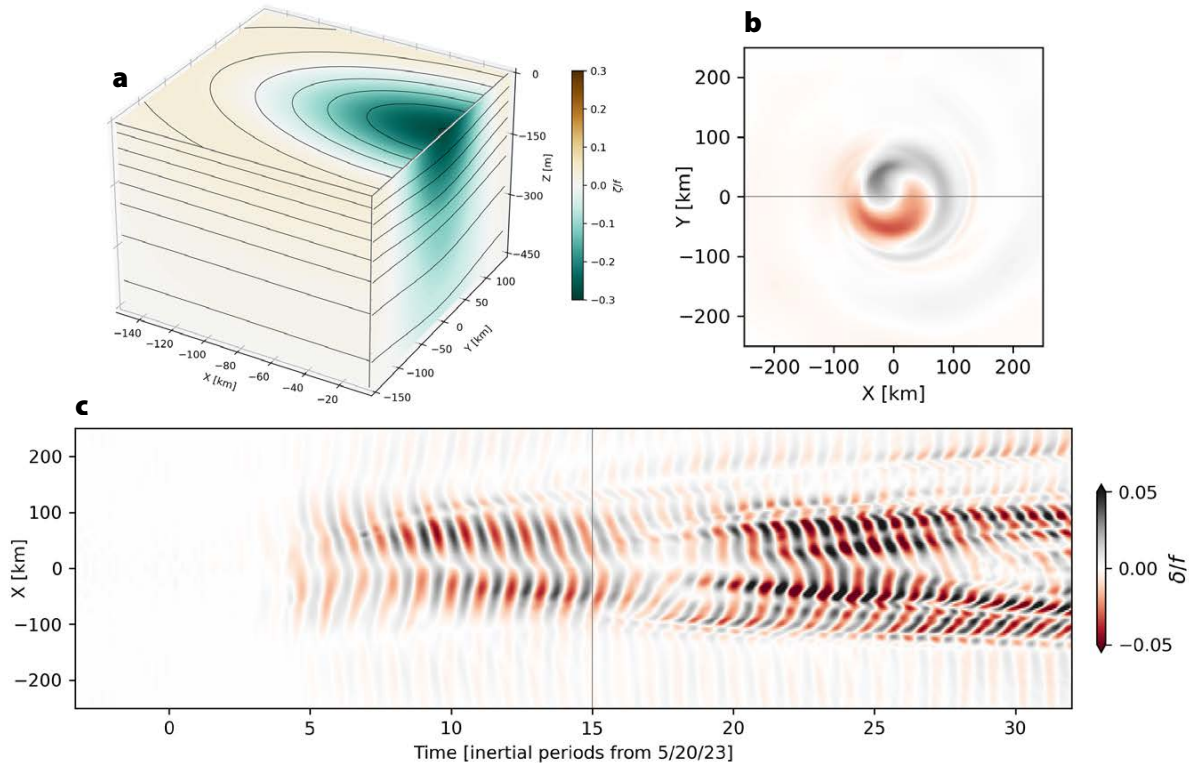 a
0
−150
−300
−450
Z [m]
100
50
0
−50
−100
−150
Y [km]
−140
−120
−100
−80
−60
−40
−20
X [km]
0.3
0.2
0.1
0.0
−0.1
−0.2
−0.3
ζ/f
b
200
100
0
−100
−200
Y [km]
−200 −100 0 100 200
X [km]
c
200
100
0
−100
−200
X [km]
0 5 10 15 20 25 30
Time [inertial periods from 5/20/23]
0.05
0.00
−0.05
δ/f